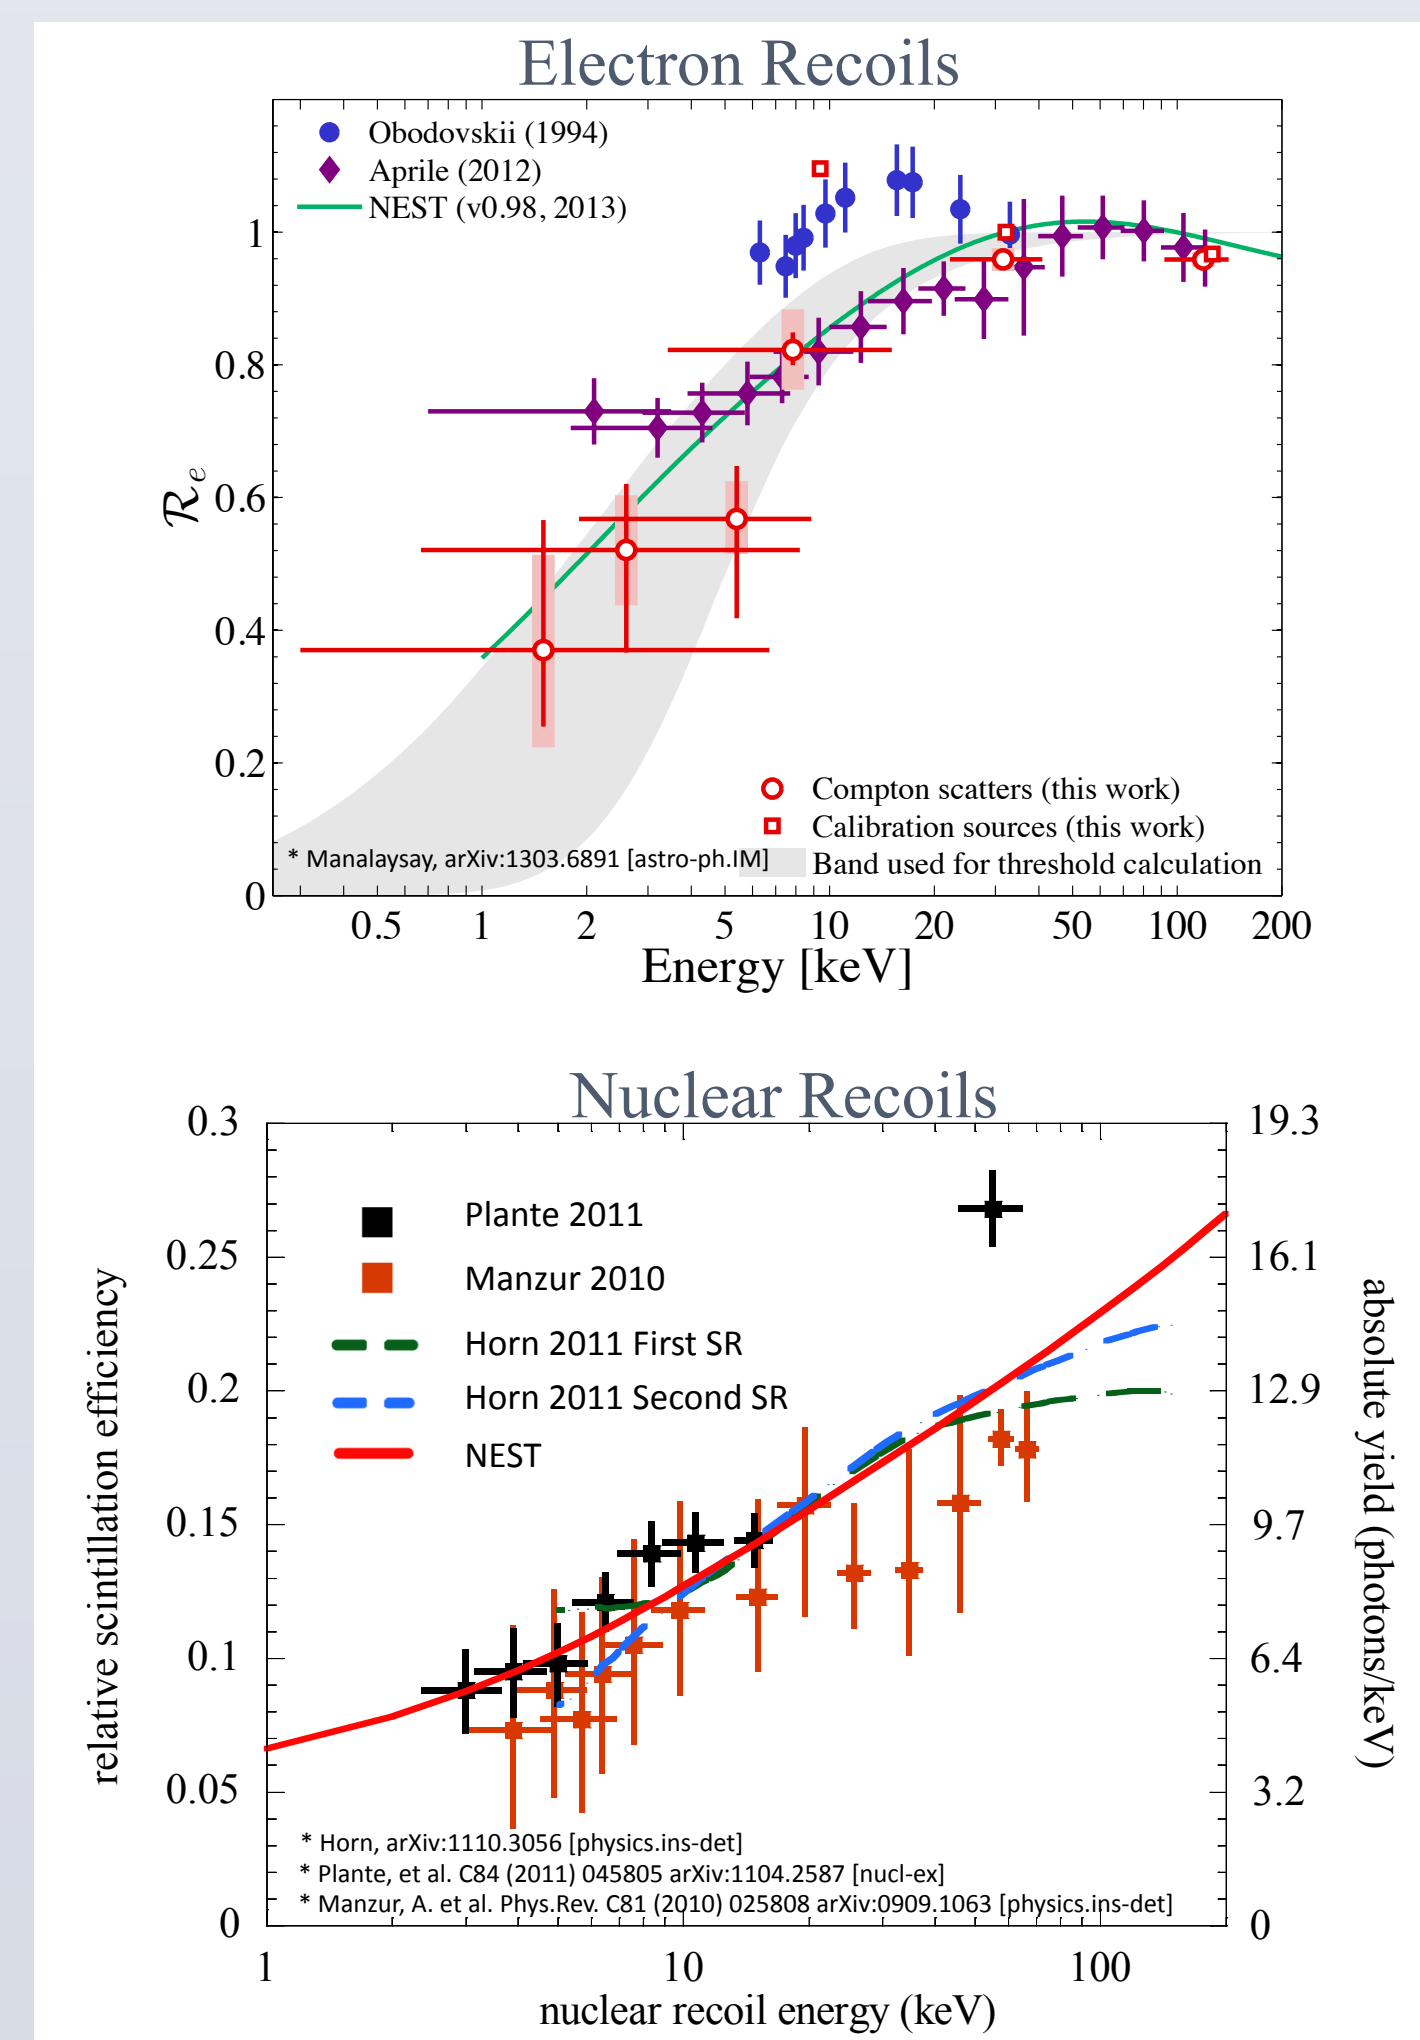 Electron Recoils
Obodovskii (1994)
Aprile (2012)
NEST (v0.98, 2013)
1
0.8
0.6
0.4
0.2
0
ℛe
Compton scatters (this work)
Calibration sources (this work)
Band used for threshold calculation
* Manalaysay, arXiv:1303.6891 [astro-ph.IM]
0.5 1 2 5 10 20 50 100 200
Energy [keV]
Nuclear Recoils
0.3
0.25
0.2
0.15
0.1
0.05
0
relative scintillation efficiency
Plante 2011
Manzur 2010
Horn 2011 First SR
Horn 2011 Second SR
NEST
19.3
16.1
12.9
9.7
6.4
3.2
0
absolute yield (photons/keV)
* Horn, arXiv:1110.3056 [physics.ins-det]
* Plante, et al. C84 (2011) 045805 arXiv:1104.2587 [nucl-ex]
* Manzur, A. et al. Phys.Rev. C81 (2010) 025808 arXiv:0909.1063 [physics.ins-det]
1 10 100
nuclear recoil energy (keV)